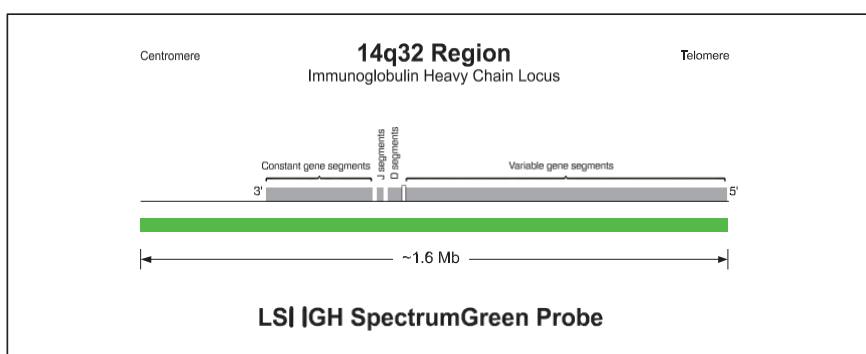 Centromere
14q32 Region
Telomere
Immunoglobulin Heavy Chain Locus
Constant gene segments
J segments
D segments
Variable gene segments
3'
5'
~1.6 Mb
LSI IGH SpectrumGreen Probe